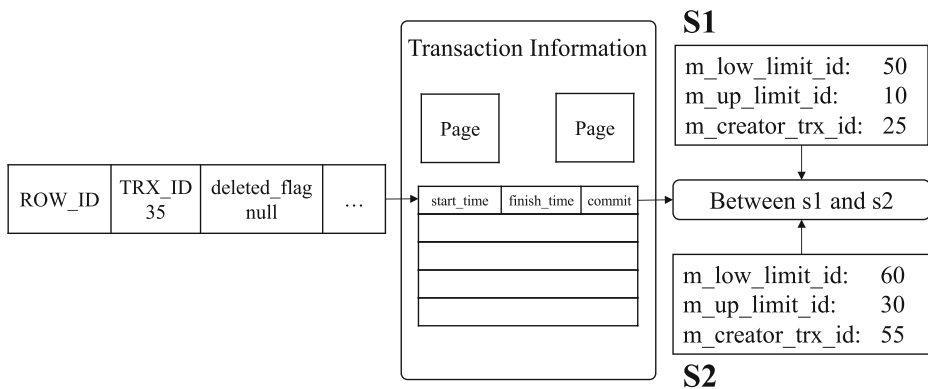 S1
Transaction Information
m_low_limit_id: 50
m_up_limit_id: 10
m_creator_trx_id: 25
Page
Page
ROW_ID
TRX_ID
35
deleted_flag
null
...
start_time
finish_time
commit
Between s1 and s2
m_low_limit_id: 60
m_up_limit_id: 30
m_creator_trx_id: 55
S2